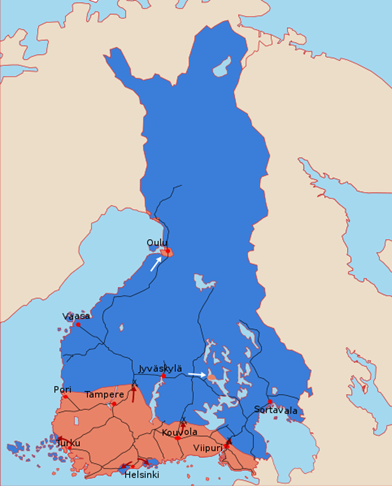 Oulu
Vaasa
Jyväskylä
Pori
Tampere
Sortavala
Turku
Kouvola
Viipuri
Helsinki